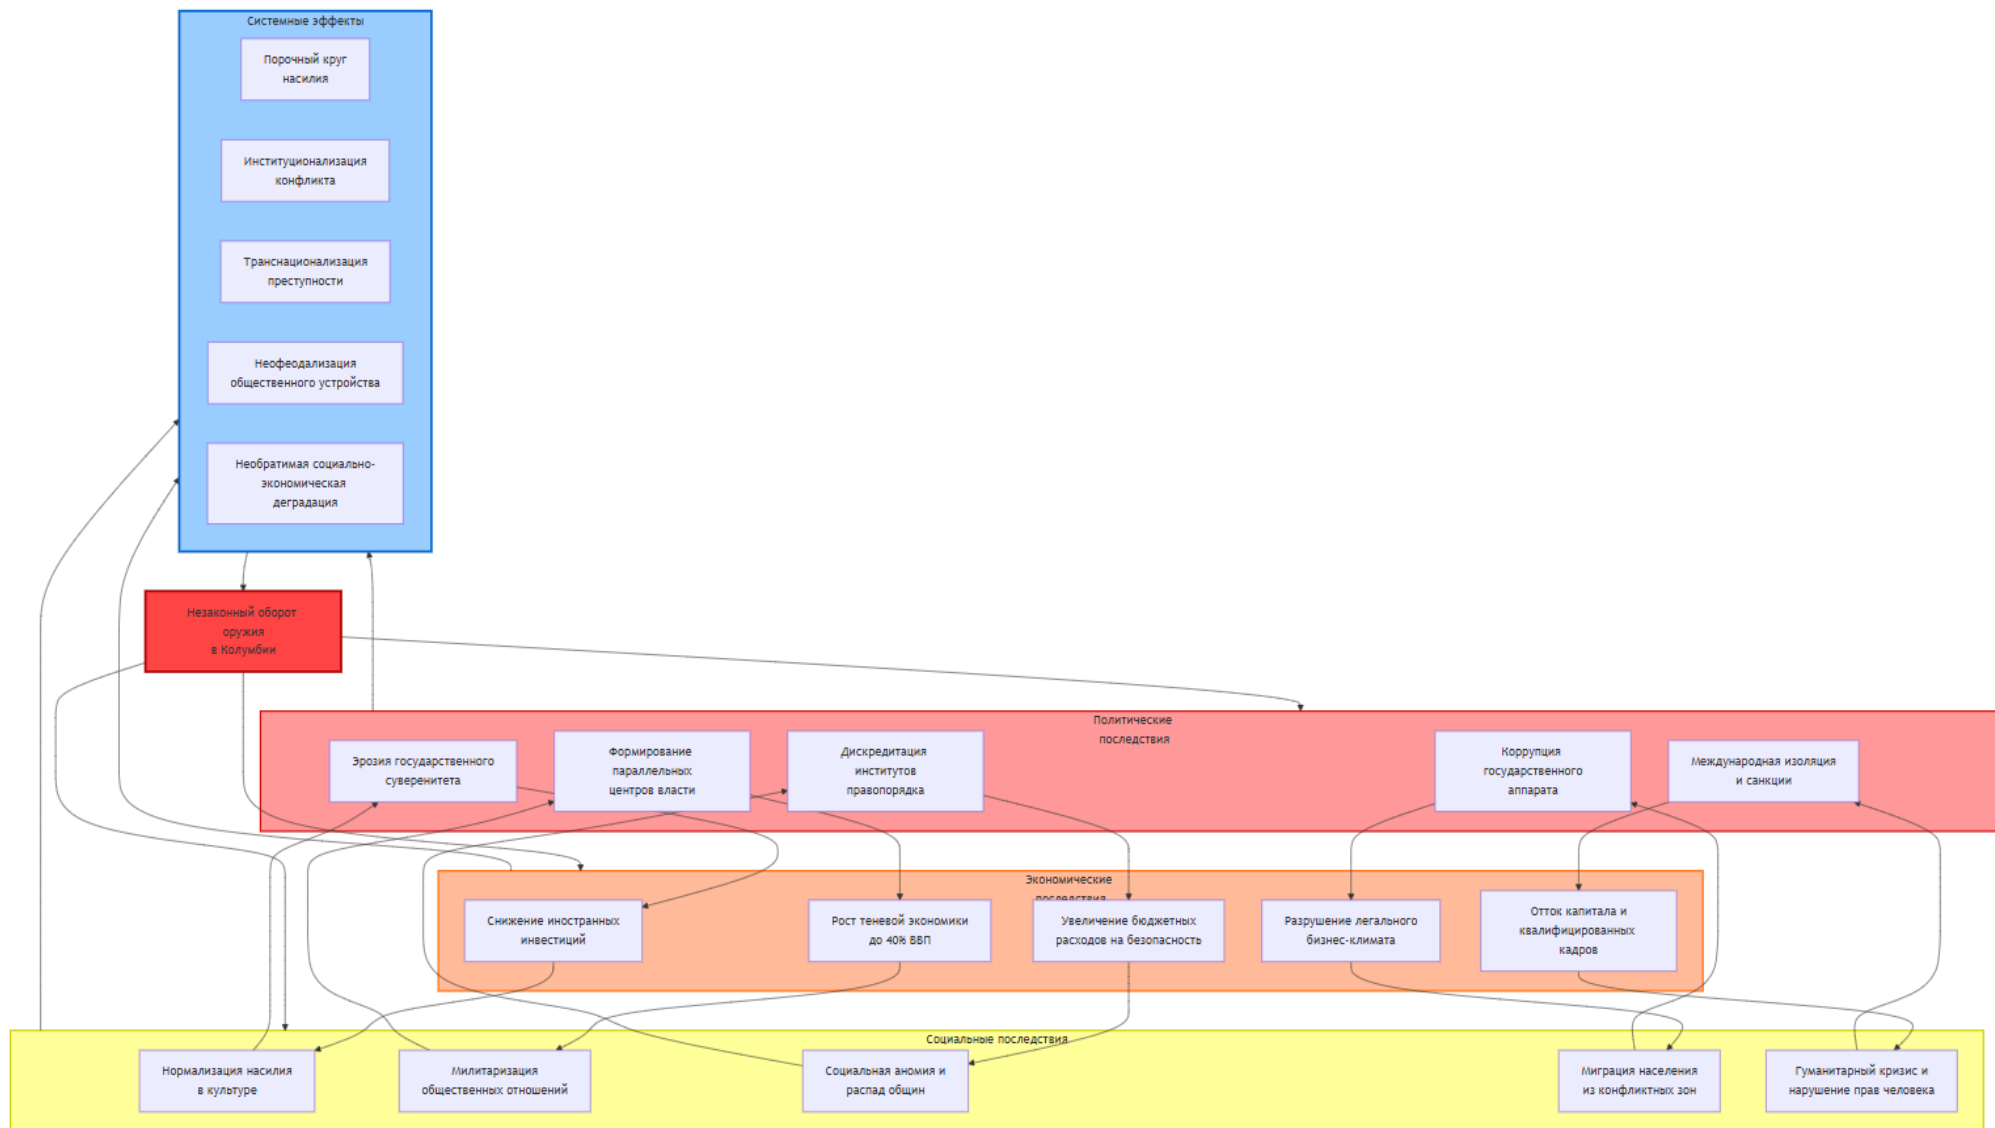 Системные эффекты
Порочный круг
насилия
Институционализация
конфликта
Транснационализация
преступности
Неофеодализация
общественного устройства
Необратимая социально-
экономическая
деградация
Незаконный оборот
оружия
в Колумбии
Политические
последствия
Эрозия государственного
суверенитета
Формирование
параллельных
центров власти
Дискредитация
институтов
правопорядка
Коррупция
государственного
аппарата
Международная изоляция
и санкции
Экономические
последствия
Снижение иностранных
инвестиций
Рост теневой экономики
до 40% ВВП
Увеличение бюджетных
расходов на безопасность
Разрушение легального
бизнес-климата
Отток капитала и
квалифицированных
кадров
Социальные последствия
Нормализация насилия
в культуре
Милитаризация
общественных отношений
Социальная аномия и
распад общин
Миграция населения
из конфликтных зон
Гуманитарный кризис и
нарушение прав человека